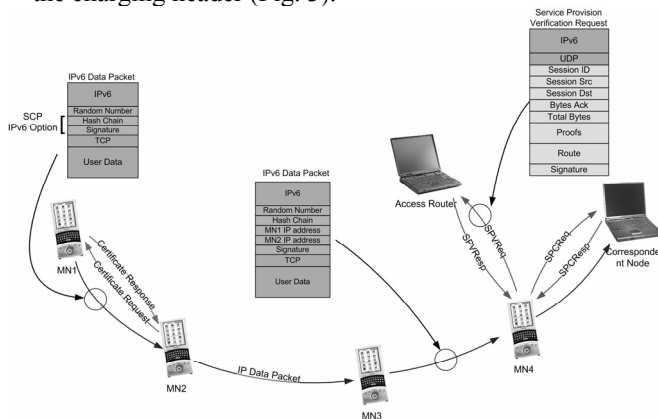 the charging header (Fig. 3).
Service Provision
Verification Request
IPv6
UDP
Session ID
Session Src
Session Dst
Bytes Ack
Total Bytes
Proofs
Route
Signature
IPv6 Data Packet
IPv6
Random Number
Hash Chain
Signature
TCP
User Data
SCP
IPv6 Option
IPv6 Data Packet
IPv6
Random Number
Hash Chain
MN1 IP address
MN2 IP address
Signature
TCP
User Data
Access Router
SPVResp
SPVReq
SPCReq
SPCResp
Corresponde
nt Node
MN1
Certificate Response
Certificate Request
MN2
IP Data Packet
MN3
MN4